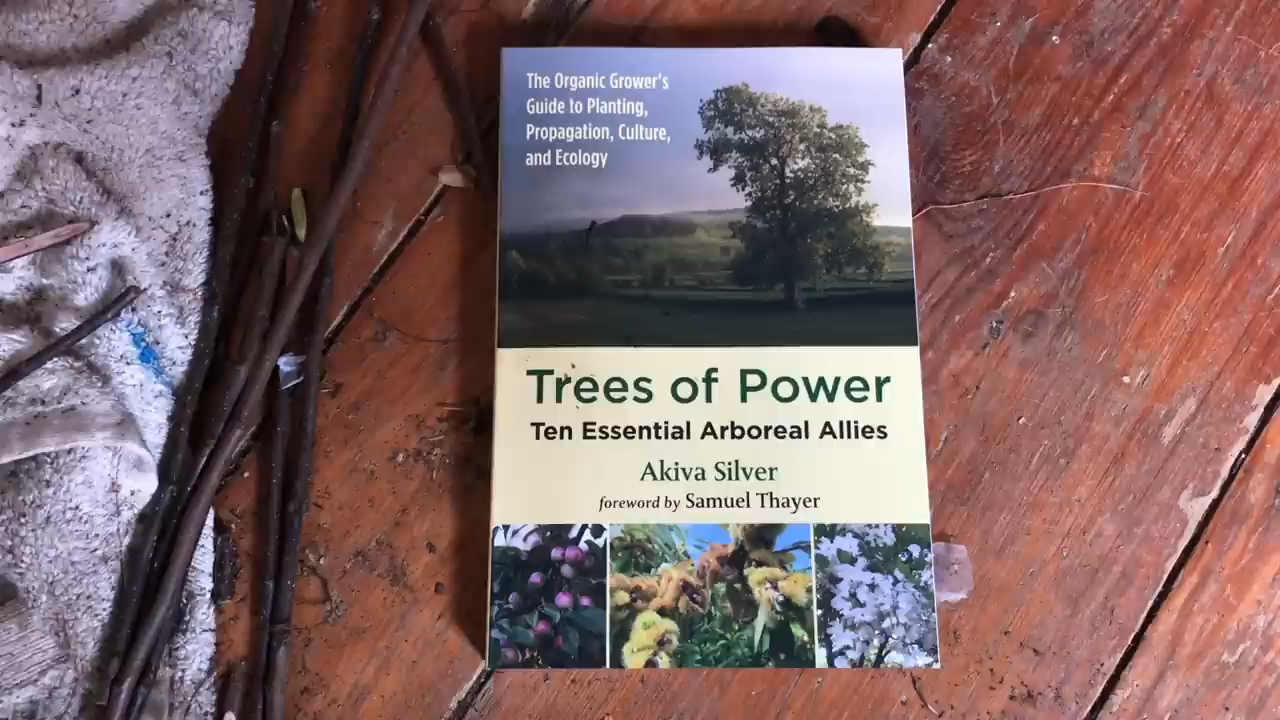 The Organic Grower's
Guide to Planting,
Propagation, Culture,
and Ecology
Trees of Power
Ten Essential Arboreal Allies
Akiva Silver
foreword by Samuel Thayer